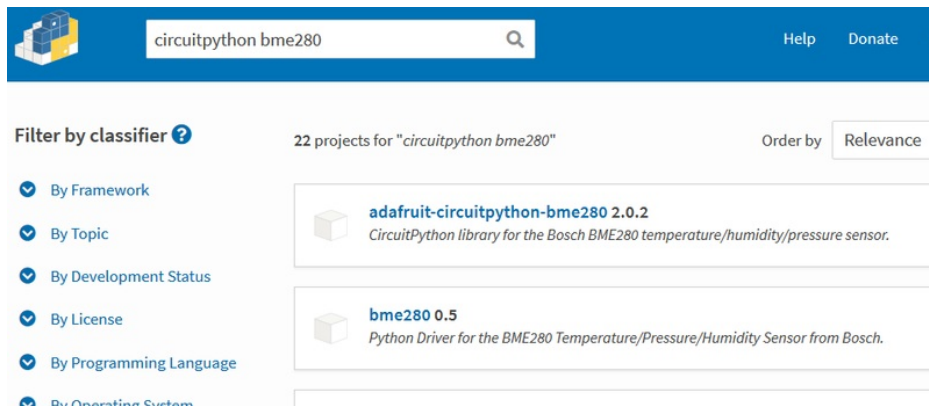 circuitpython bme280
Help
Donate
Filter by classifier
22 projects for "circuitpython bme280"
Order by
Relevance
By Framework
By Topic
By Development Status
By License
By Programming Language
By Operating System
adafruit-circuitpython-bme280 2.0.2
CircuitPython library for the Bosch BME280 temperature/humidity/pressure sensor.
bme280 0.5
Python Driver for the BME280 Temperature/Pressure/Humidity Sensor from Bosch.